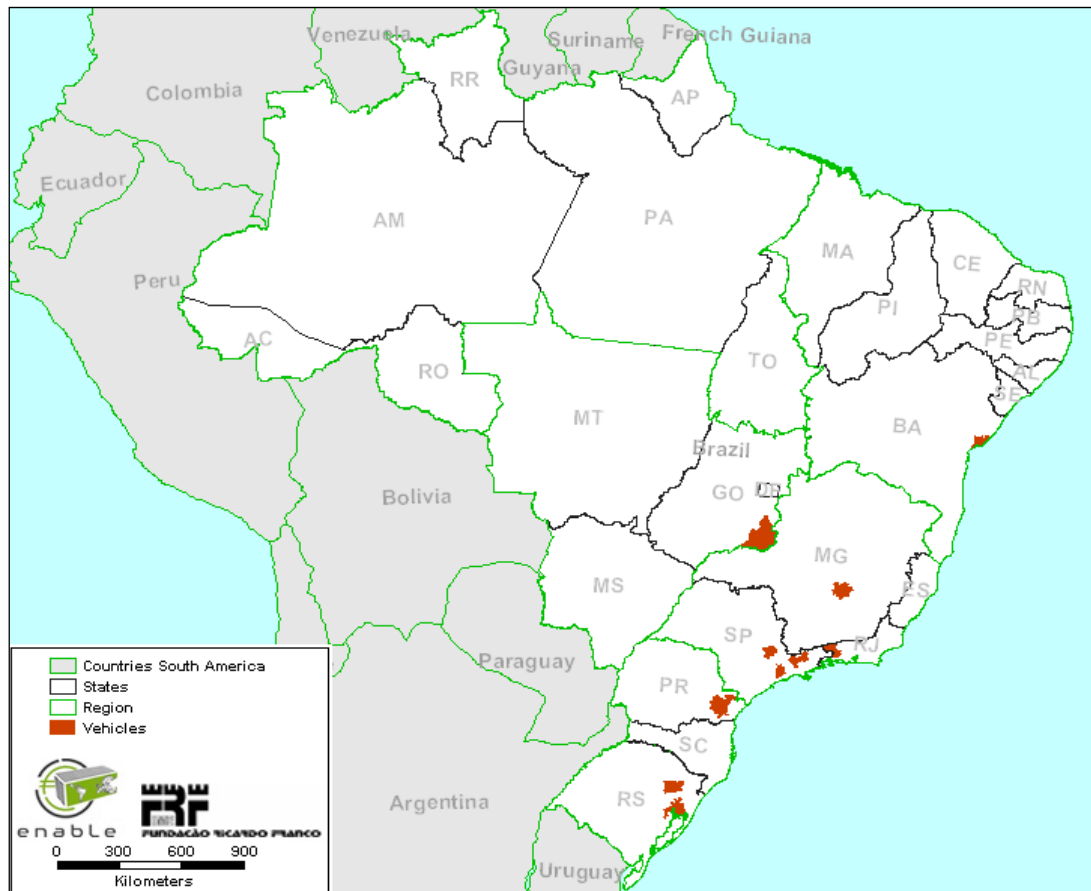 Venezuela
Suriname
French Guiana
Guyana
Colombia
RR
AP
Ecuador
AM
PA
MA
CE
RN
Peru
PI
PB
PE
AC
RO
TO
AL
SE
MT
BA
Brazil
GO
DF
Bolivia
MG
MS
ES
SP
RJ
Paraguay
PR
SC
Argentina
RS
Uruguay
Countries South America
States
Region
Vehicles
enable
FRF
FUNDAÇÃO RICARDO FRANCO
0 300 600 900
Kilometers